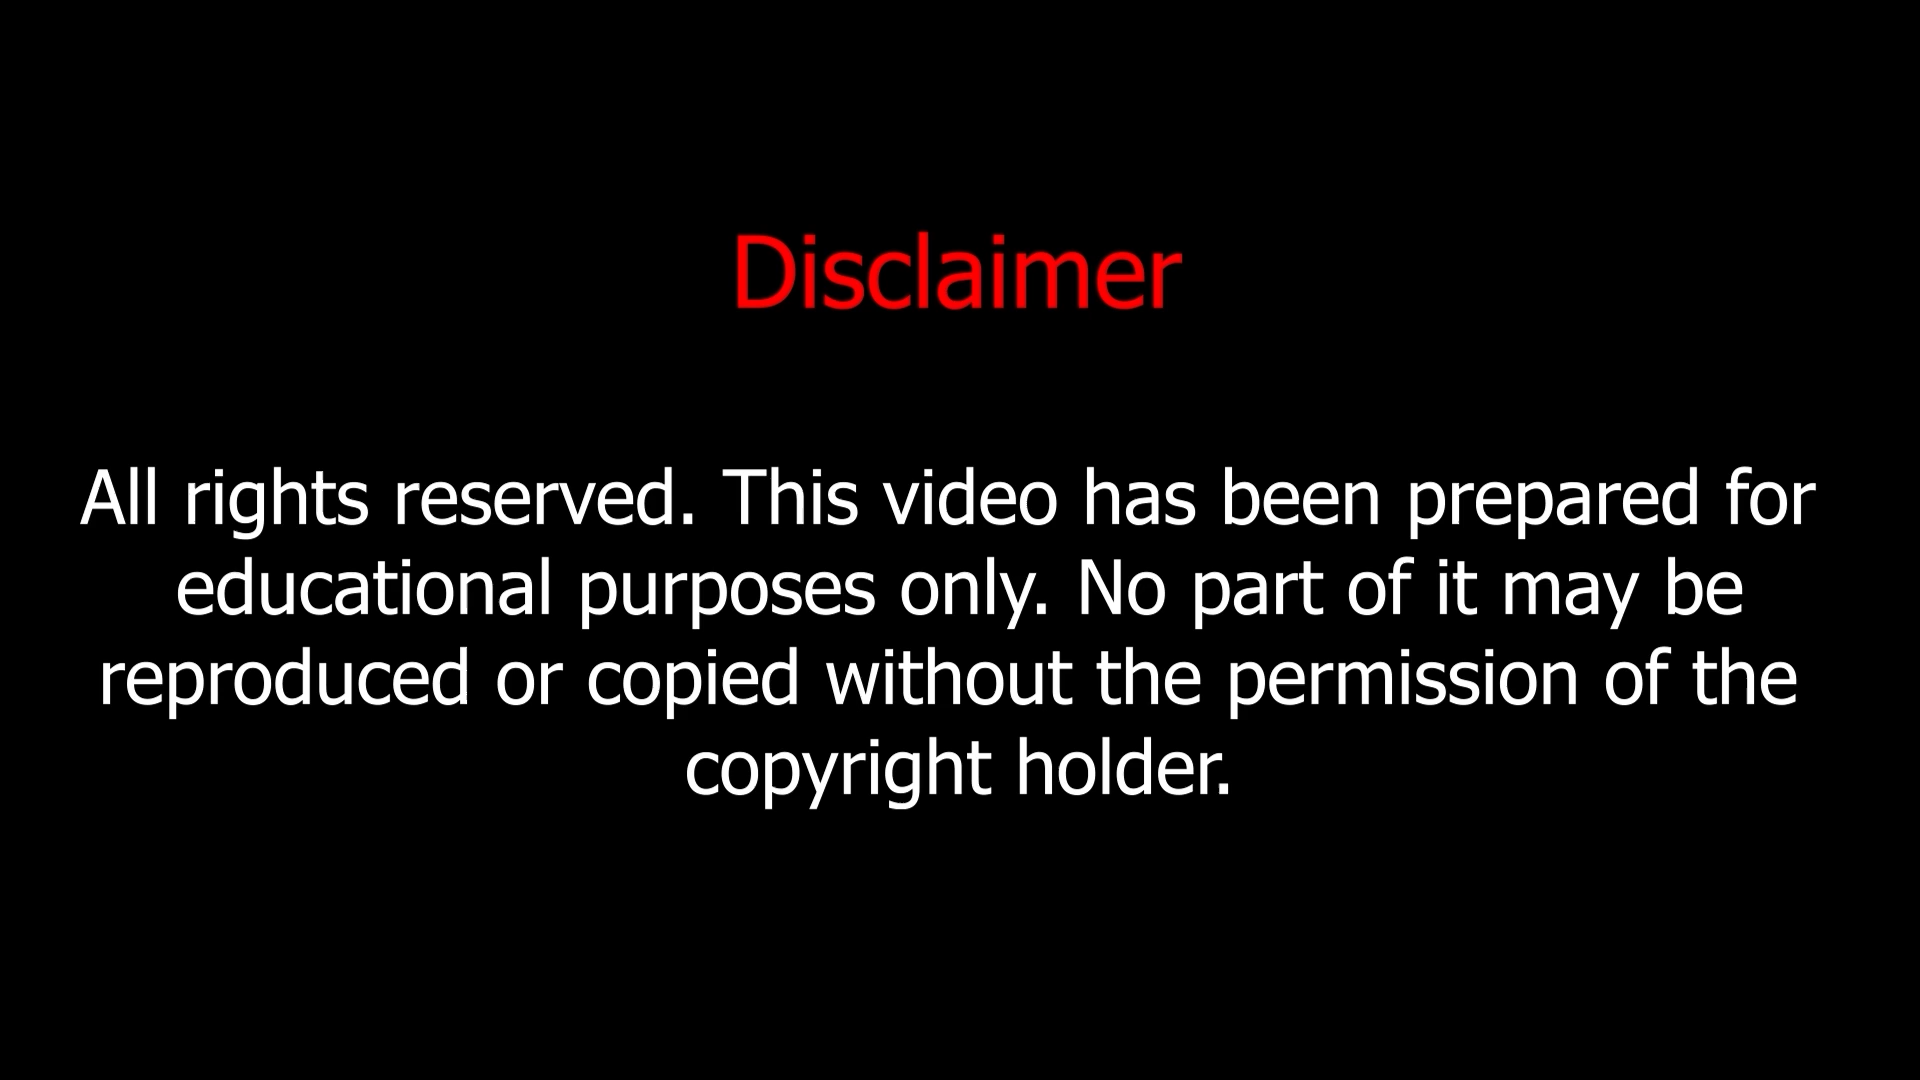 Disclaimer
All rights reserved. This video has been prepared for
educational purposes only. No part of it may be
reproduced or copied without the permission of the
copyright holder.